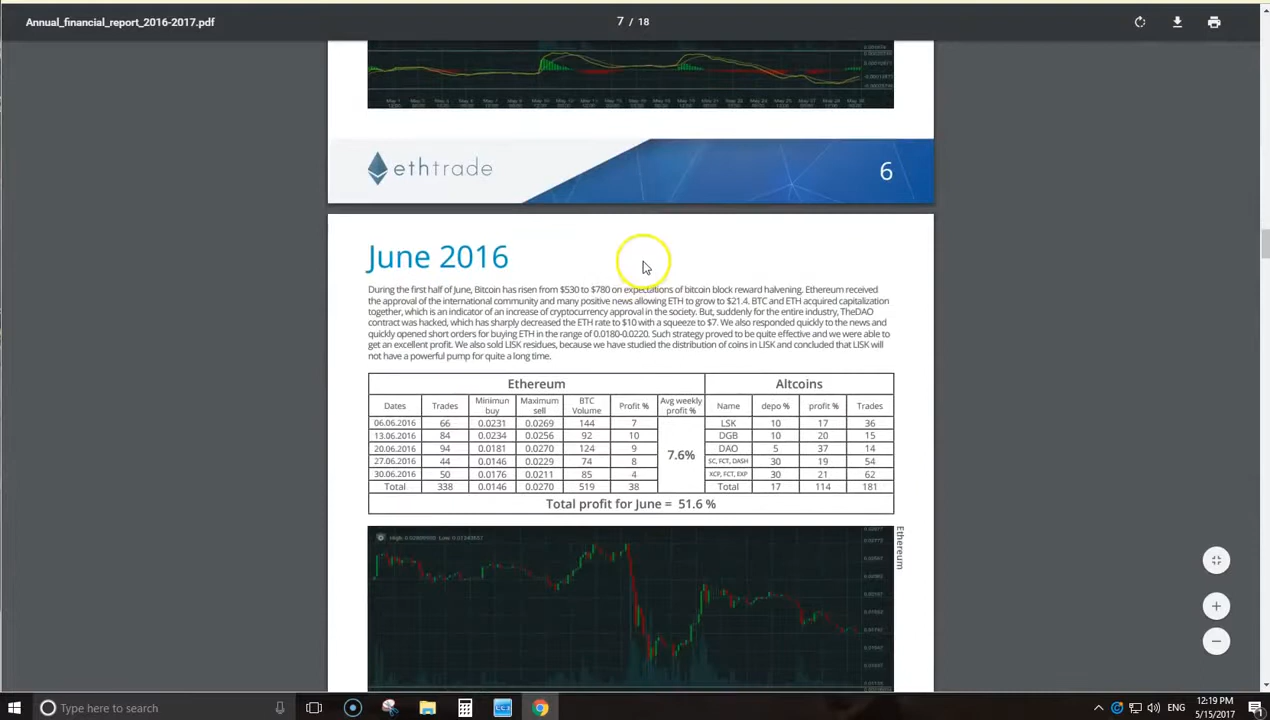 Annual_financial_report_2016-2017.pdf
7 / 18
ethtrade
6
June 2016
During the first half of June, Bitcoin has risen from $530 to $780 on expectations of bitcoin block reward halvening. Ethereum received
the approval of the international community and many positive news allowing ETH to grow to $21.4. BTC and ETH acquired capitalization
together, which is an indicator of an increase of cryptocurrency approval in the society. But, suddenly for the entire industry, TheDAO
contract was hacked, which has sharply decreased the ETH rate to $10 with a squeeze to $7. We also responded quickly to the news and
quickly opened short orders for buying ETH in the range of 0.0180-0.0220. Such strategy proved to be quite effective and we were able to
get an excellent profit. We also sold LISK residues, because we have studied the distribution of coins in LISK and concluded that LISK will
not have a powerful pump for quite a long time.
Ethereum Altcoins
Dates Trades Minimun buy Maximum sell BTC Volume Profit % Avg weekly profit % Name depo % profit % Trades
06.06.2016 66 0.0231 0.0269 144 7 LSK 10 17 36
13.06.2016 84 0.0234 0.0256 92 10 DGB 10 20 15
20.06.2016 94 0.0181 0.0270 124 9 7.6% DAO 5 37 14
27.06.2016 44 0.0146 0.0229 74 8 SC, FCT, DASH 30 19 54
30.06.2016 50 0.0176 0.0211 85 4 XCP, FCT, EXP 30 21 62
Total 338 0.0146 0.0270 519 38 Total 17 114 181
Total profit for June = 51.6 %
Ethereum
Type here to search
ENG
12:19 PM
5/15/2017